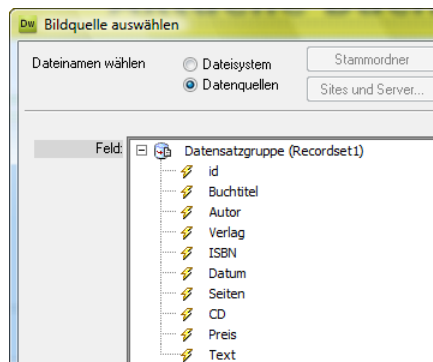 Dw Bildquelle auswählen
Dateinamen wählen
Dateisystem
Stammordner
Datenquellen
Sites und Server...
Feld:
Datensatzgruppe (Recordset1)
id
Buchtitel
Autor
Verlag
ISBN
Datum
Seiten
CD
Preis
Text